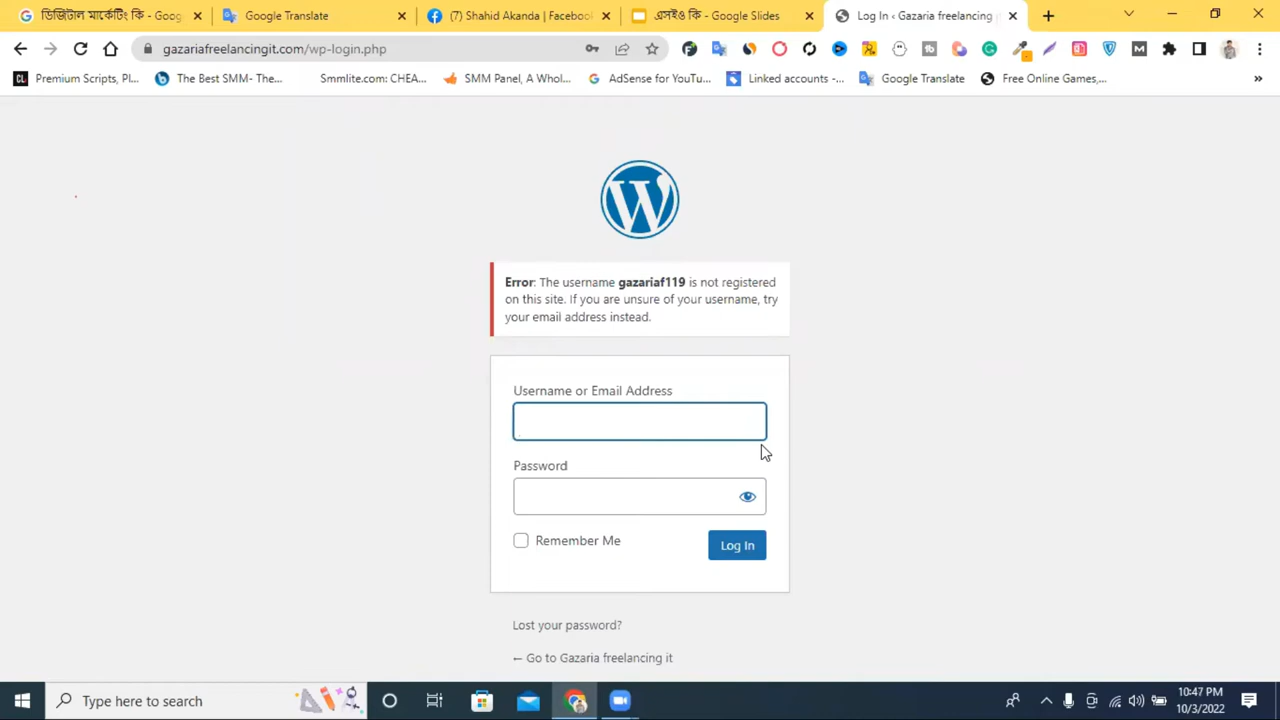 ডিজিটাল মার্কেটিং কি - Goog
Google Translate
(7) Shahid Akanda | Facebook
এসইও কি - Google Slides
Log In ‹ Gazaria freelancing
gazariafreelancingit.com/wp-login.php
Premium Scripts, Pl...
The Best SMM- The...
Smmlite.com: CHEA...
SMM Panel, A Whol...
AdSense for YouTu...
Linked accounts -...
Google Translate
Free Online Games,...
»
Error: The username gazariaf119 is not registered
on this site. If you are unsure of your username, try
your email address instead.
Username or Email Address
Password
Remember Me
Log In
Lost your password?
← Go to Gazaria freelancing it
Type here to search
10:47 PM
10/3/2022